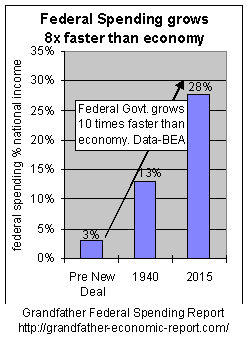 Federal Spending grows
8x faster than economy
federal spending % national income
35%
30%
25%
20%
15%
10%
5%
0%
Federal Govt. grows
10 times faster than
economy. Data-BEA
3%
13%
28%
Pre New
Deal
1940
2015
Grandfather Federal Spending Report
http://grandfather-economic-report.com/